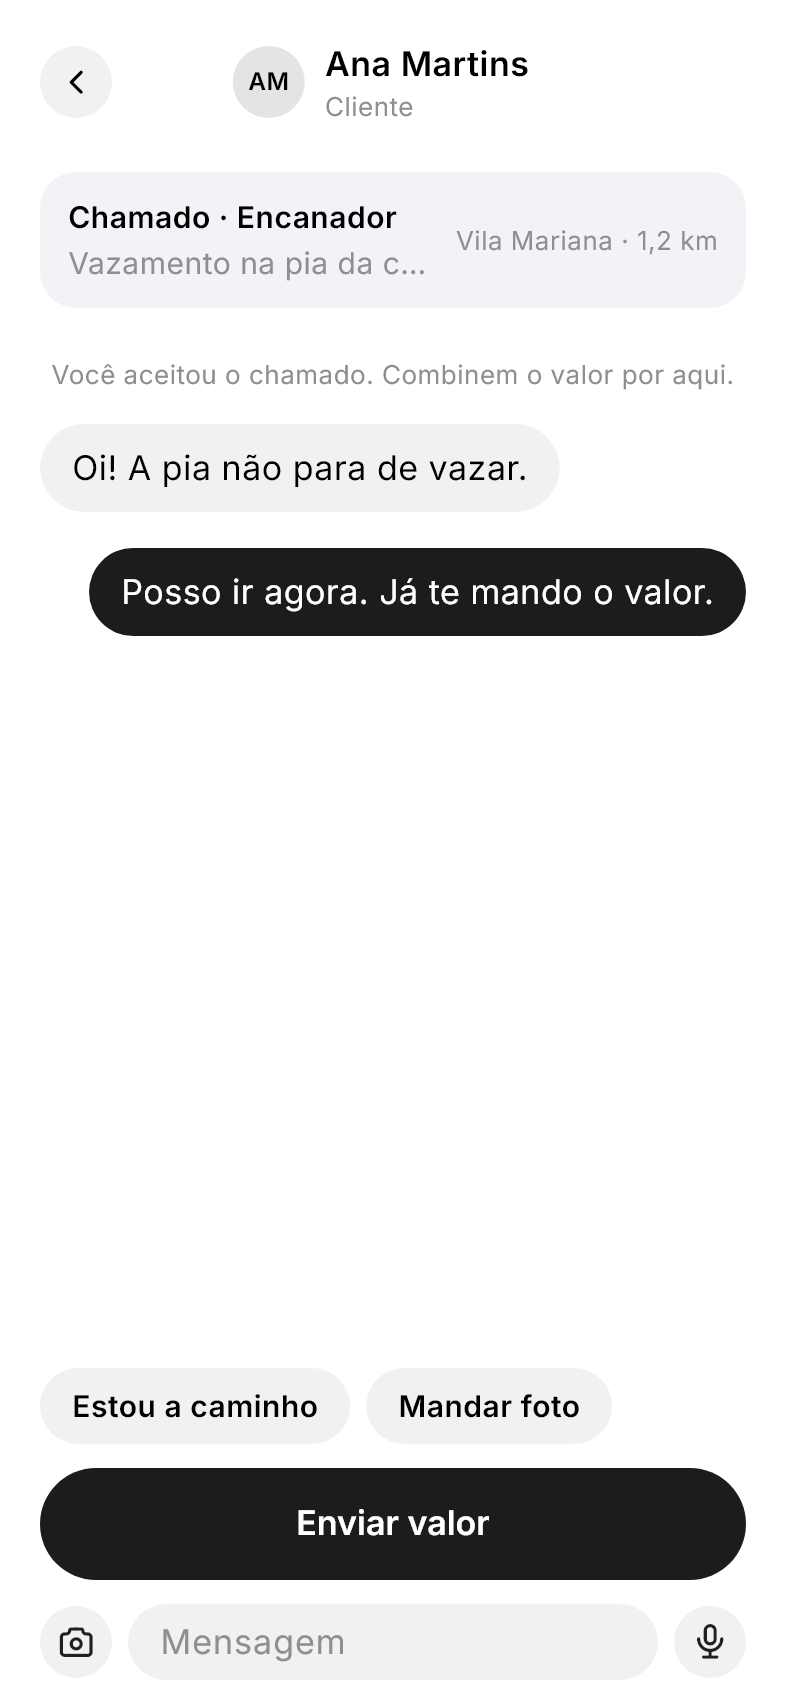 AM
Ana Martins
Cliente
Chamado · Encanador
Vazamento na pia da c...
Vila Mariana · 1,2 km
Você aceitou o chamado. Combinem o valor por aqui.
Oi! A pia não para de vazar.
Posso ir agora. Já te mando o valor.
Estou a caminho
Mandar foto
Enviar valor
Mensagem